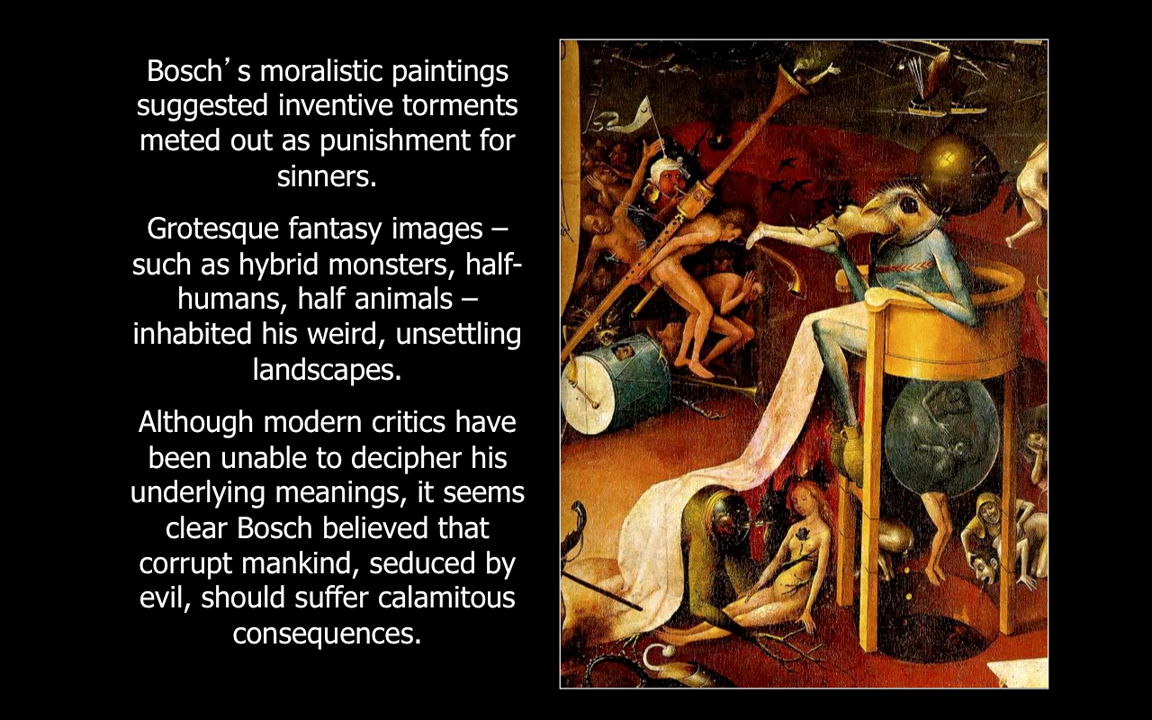 Bosch’s moralistic paintings
suggested inventive torments
meted out as punishment for
sinners.
Grotesque fantasy images –
such as hybrid monsters, half-
humans, half animals –
inhabited his weird, unsettling
landscapes.
Although modern critics have
been unable to decipher his
underlying meanings, it seems
clear Bosch believed that
corrupt mankind, seduced by
evil, should suffer calamitous
consequences.